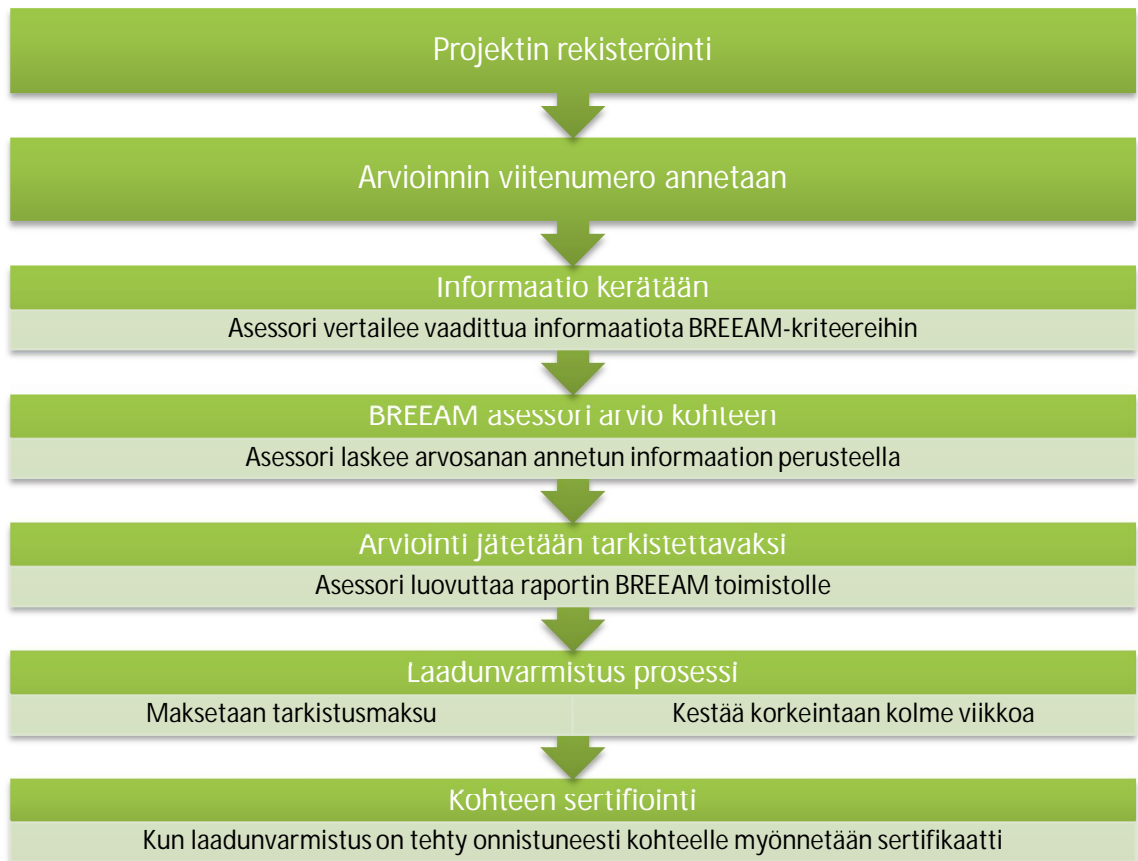 Projektin rekisteröinti
Arvioinnin viitenumero annetaan
Informaatio kerätään
Asessori vertailee vaadittua informaatiota BREEAM-kriteereihin
BREEAM asessori arvio kohteen
Asessori laskee arvosanan annetun informaation perusteella
Arviointi jätetään tarkistettavaksi
Asessori luovuttaa raportin BREEAM toimistolle
Laadunvarmistus prosessi
Maksetaan tarkistusmaksu
Kestää korkeintaan kolme viikkoa
Kohteen sertifiointi
Kun laadunvarmistus on tehty onnistuneesti kohteelle myönnetään sertifikaatti